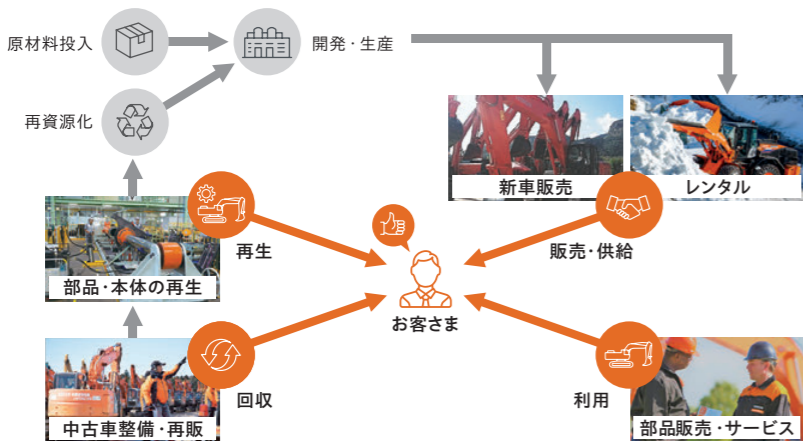 原材料投入
開発・生産
再資源化
新車販売
レンタル
再生
販売・供給
部品・本体の再生
お客さま
回収
利用
中古車整備・再販
部品販売・サービス